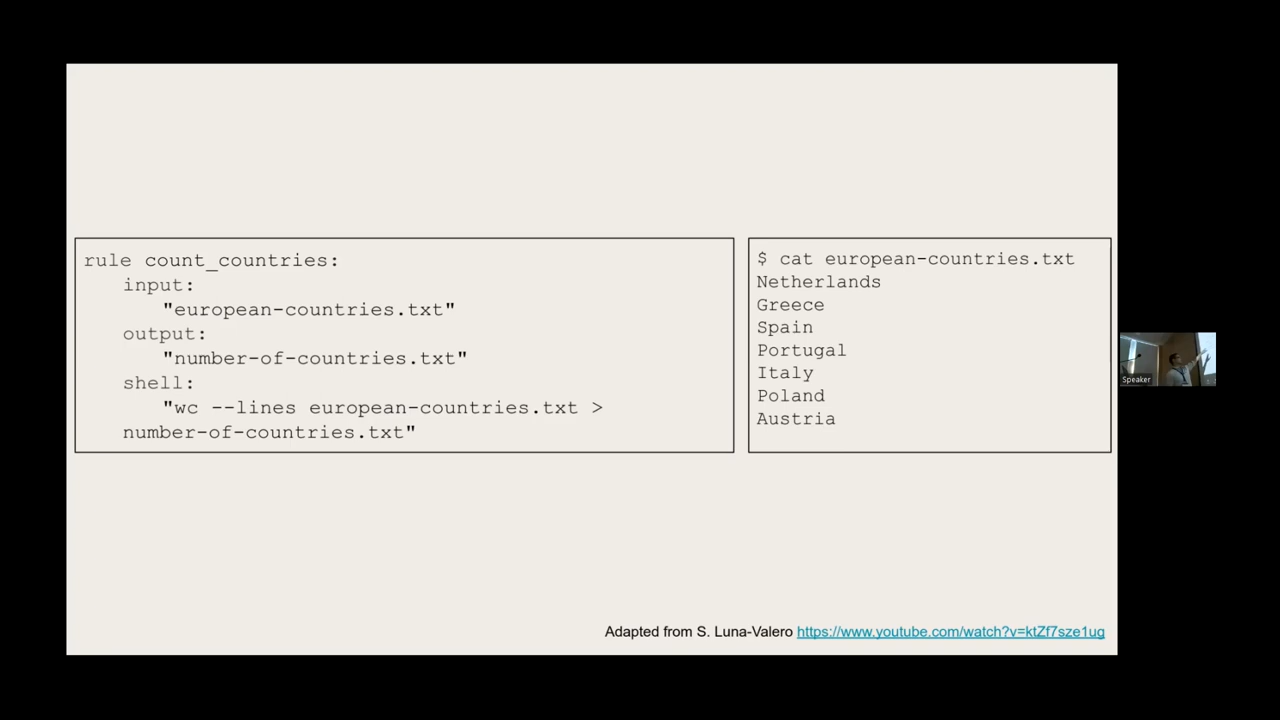 rule count_countries:
input:
"european-countries.txt"
output:
"number-of-countries.txt"
shell:
"wc --lines european-countries.txt >
number-of-countries.txt"
$ cat european-countries.txt
Netherlands
Greece
Spain
Portugal
Italy
Poland
Austria
Speaker
Adapted from S. Luna-Valero https://www.youtube.com/watch?v=ktZf7sze1ug